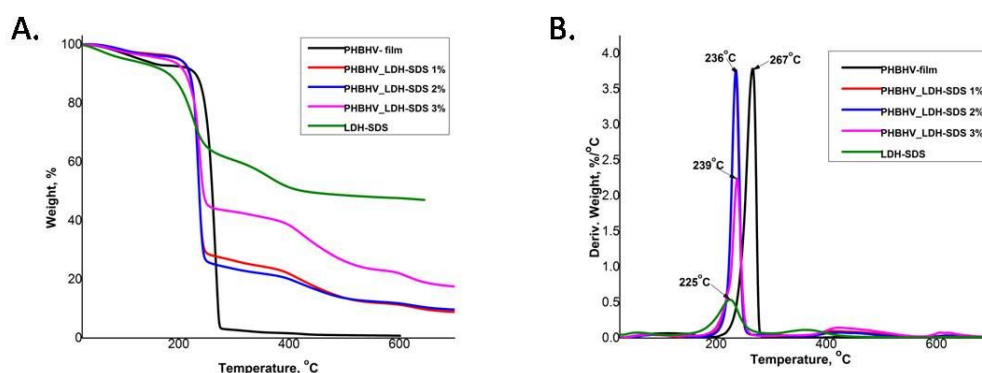 A.
100
80
60
40
20
0
200
400
600
Weight, %
Temperature, °C
PHBHV- film
PHBHV_LDH-SDS 1%
PHBHV_LDH-SDS 2%
PHBHV_LDH-SDS 3%
LDH-SDS
B.
4.0
3.5
3.0
2.5
2.0
1.5
1.0
0.5
0.0
200
400
600
Deriv. Weight, %/°C
Temperature, °C
236°C
267°C
239°C
225°C
PHBHV-film
PHBHV_LDH-SDS 1%
PHBHV_LDH-SDS 2%
PHBHV_LDH-SDS 3%
LDH-SDS